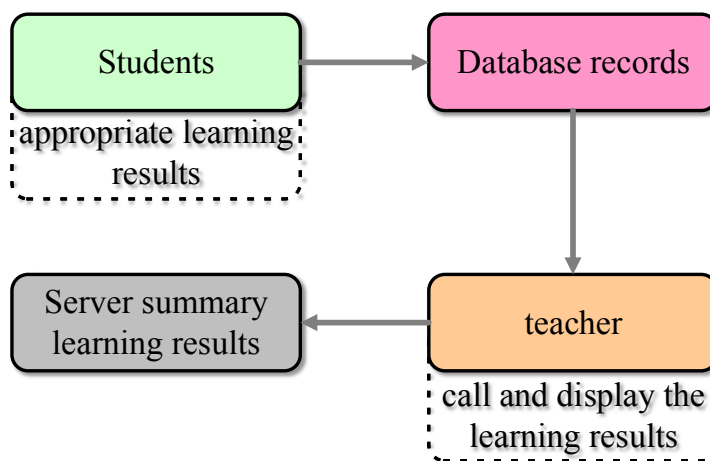 Students
appropriate learning
results
Database records
Server summary
learning results
teacher
call and display the
learning results